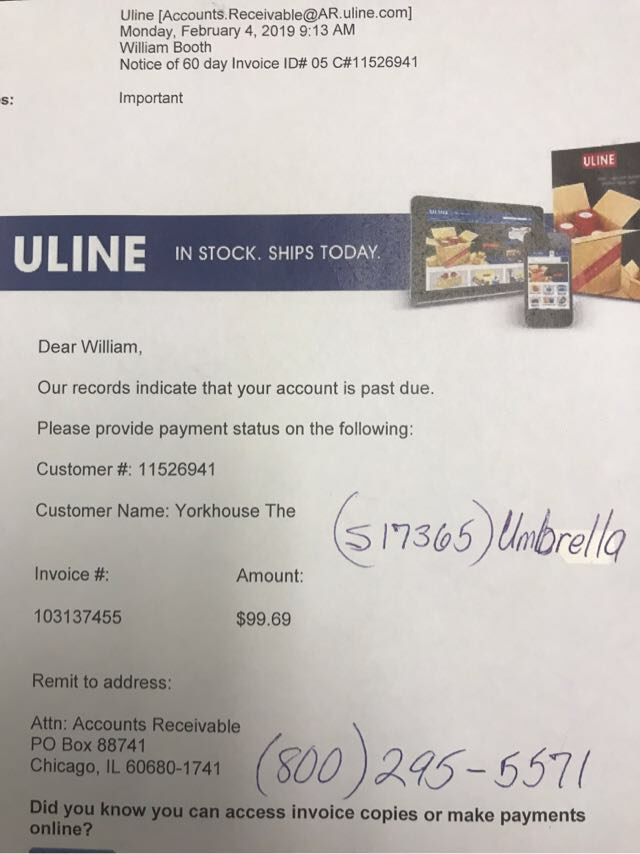 Uline [Accounts.Receivable@AR.uline.com]
Monday, February 4, 2019 9:13 AM
William Booth
Notice of 60 day Invoice ID# 05 C#11526941
s: Important
ULINE
ULINE IN STOCK. SHIPS TODAY.
Dear William,
Our records indicate that your account is past due.
Please provide payment status on the following:
Customer #: 11526941
Customer Name: Yorkhouse The
(517365) Umbrella
Invoice #: Amount:
103137455 $99.69
Remit to address:
Attn: Accounts Receivable
PO Box 88741
Chicago, IL 60680-1741
(800) 295-5571
Did you know you can access invoice copies or make payments
online?